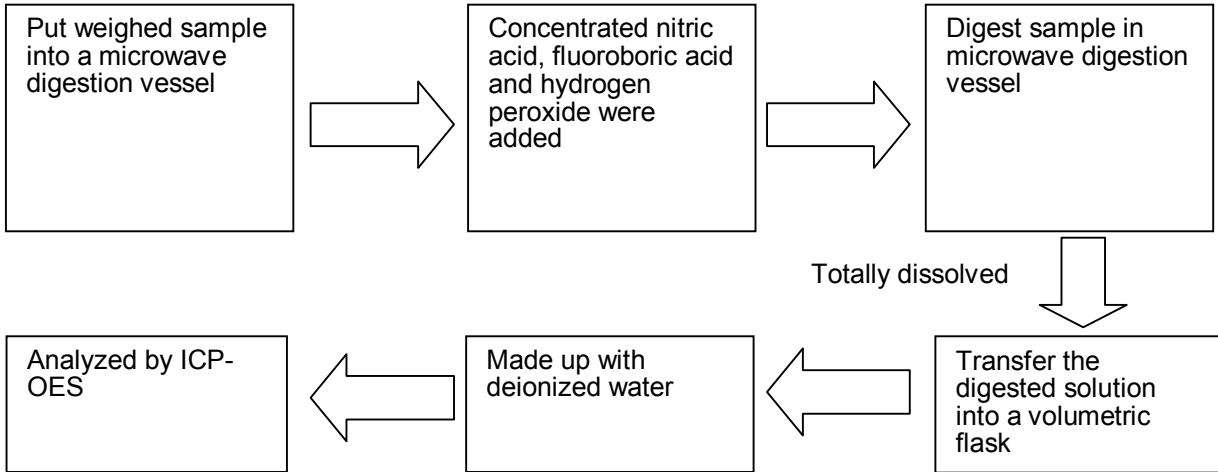 Put weighed sample
into a microwave
digestion vessel
Concentrated nitric
acid, fluoroboric acid
and hydrogen
peroxide were
added
Digest sample in
microwave digestion
vessel
Totally dissolved
Transfer the
digested solution
into a volumetric
flask
Made up with
deionized water
Analyzed by ICP-
OES